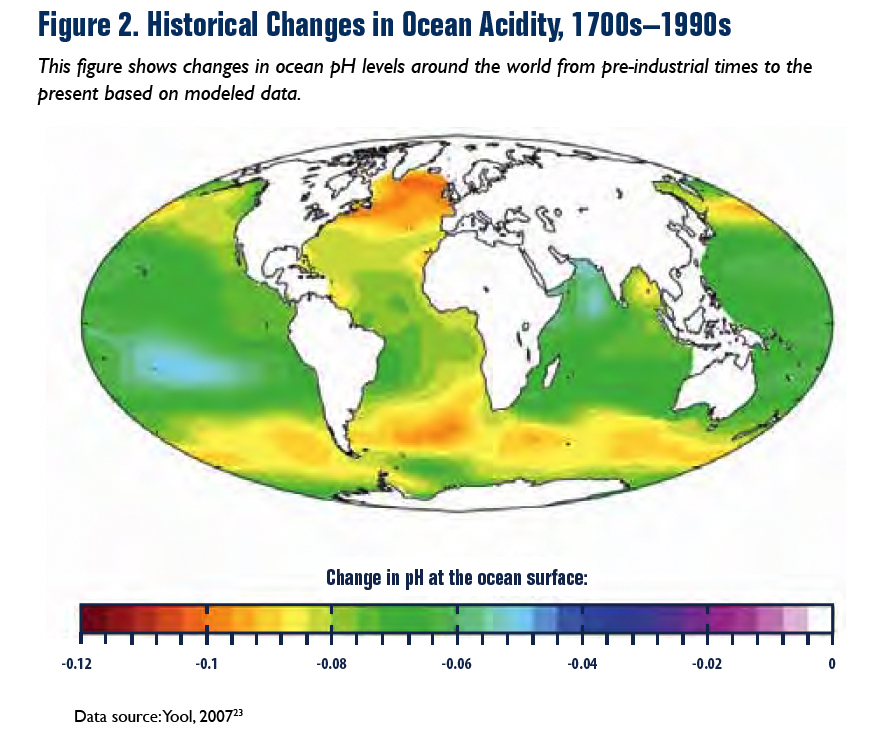 Figure 2. Historical Changes in Ocean Acidity, 1700s–1990s
This figure shows changes in ocean pH levels around the world from pre-industrial times to the
present based on modeled data.
Change in pH at the ocean surface:
-0.12 -0.1 -0.08 -0.06 -0.04 -0.02 0
Data source: Yool, 2007²³